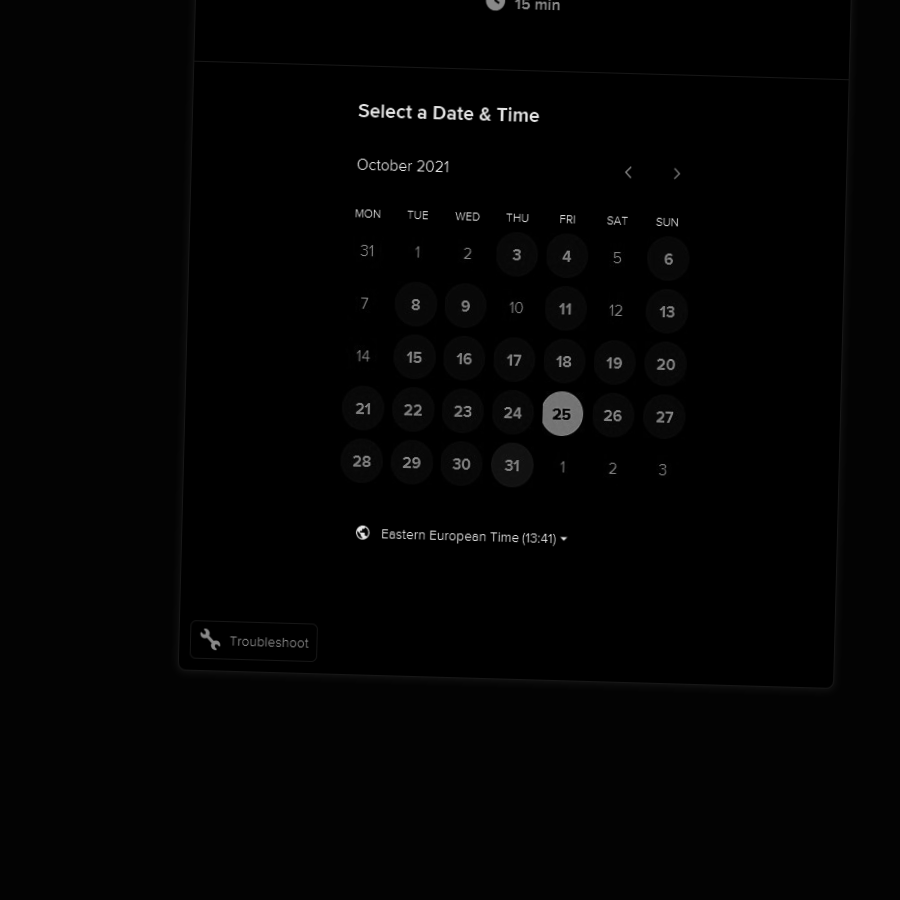 15 min
Select a Date & Time
October 2021
MON TUE WED THU FRI SAT SUN
31 1 2 3 4 5 6
7 8 9 10 11 12 13
14 15 16 17 18 19 20
21 22 23 24 25 26 27
28 29 30 31 1 2 3
Eastern European Time (13:41)
Troubleshoot